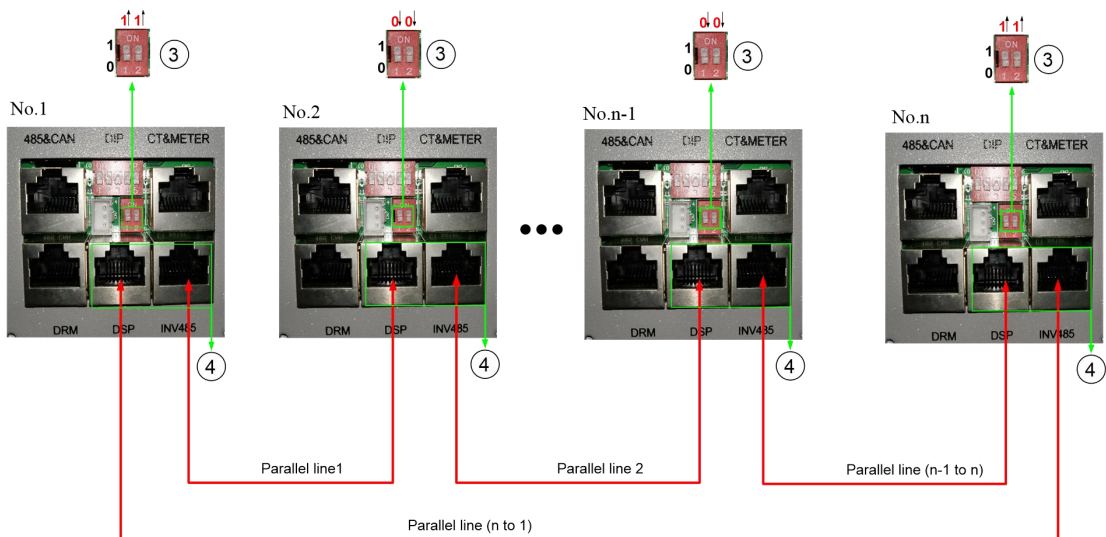 1 1
ON
1
0
1 2
3
0 0
ON
1
0
1 2
3
0 0
ON
1
0
1 2
3
1 1
ON
1
0
1 2
3
No.1
485&CAN DIP CT&METER
DRM DSP INV485
4
No.2
485&CAN DIP CT&METER
DRM DSP INV485
4
No.n-1
485&CAN DIP CT&METER
DRM DSP INV485
4
No.n
485&CAN DIP CT&METER
DRM DSP INV485
4
Parallel line1
Parallel line 2
Parallel line (n-1 to n)
Parallel line (n to 1)